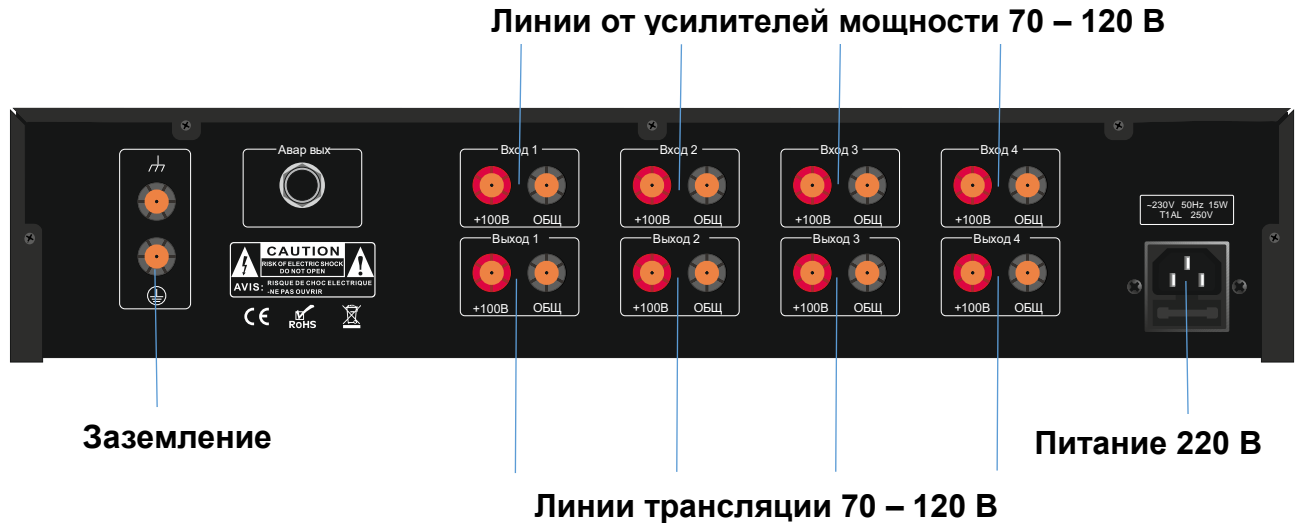 Линии от усилителей мощности 70 – 120 В
Авар вых
Вход 1
Вход 2
Вход 3
Вход 4
+100В ОБЩ
+100В ОБЩ
+100В ОБЩ
+100В ОБЩ
~230V 50Hz 15W
T1AL 250V
Выход 1
Выход 2
Выход 3
Выход 4
+100В ОБЩ
+100В ОБЩ
+100В ОБЩ
+100В ОБЩ
CAUTION
RISK OF ELECTRIC SHOCK
DO NOT OPEN
AVIS: RISQUE DE CHOC ELECTRIQUE
-NE PAS OUVRIR
CE RoHS
Заземление
Питание 220 В
Линии трансляции 70 – 120 В